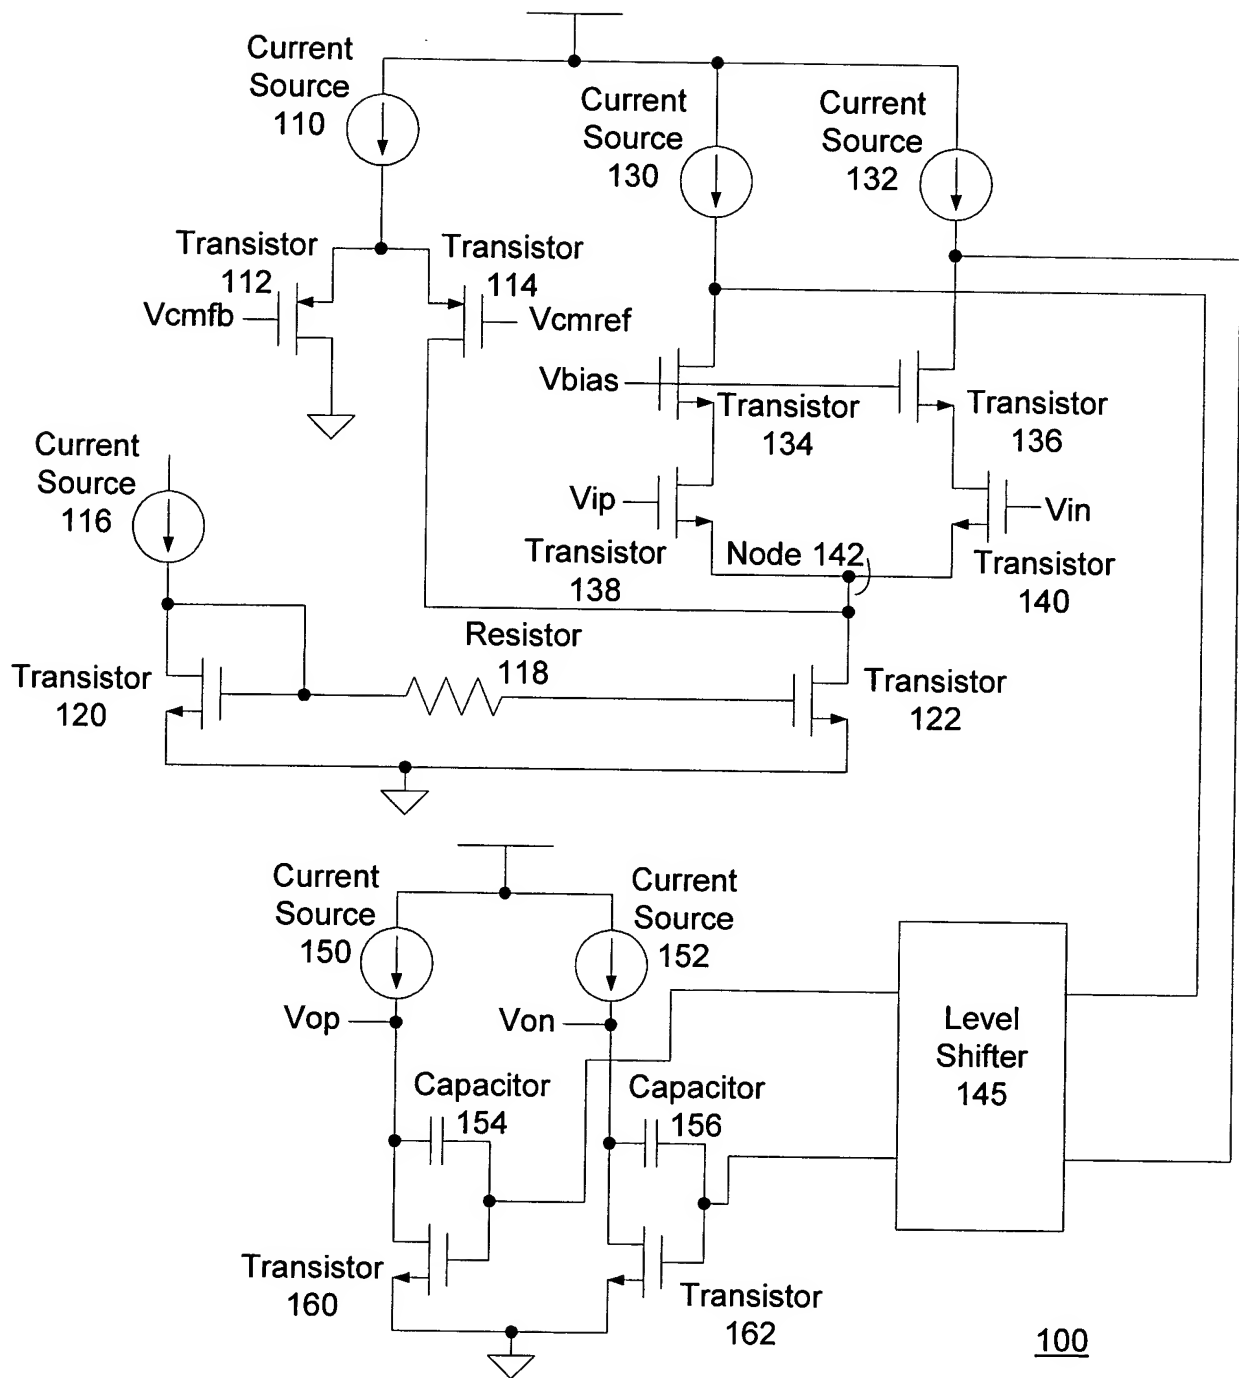 Current
Source
110
Current
Source
130
Current
Source
132
Transistor
112
Transistor
114
Vcmfb
Vcmref
Vbias
Transistor
134
Transistor
136
Current
Source
116
Vip
Vin
Transistor
138
Node 142
Transistor
140
Resistor
118
Transistor
120
Transistor
122
Current
Source
150
Current
Source
152
Vop
Von
Level
Shifter
145
Capacitor
154
Capacitor
156
Transistor
160
Transistor
162
100